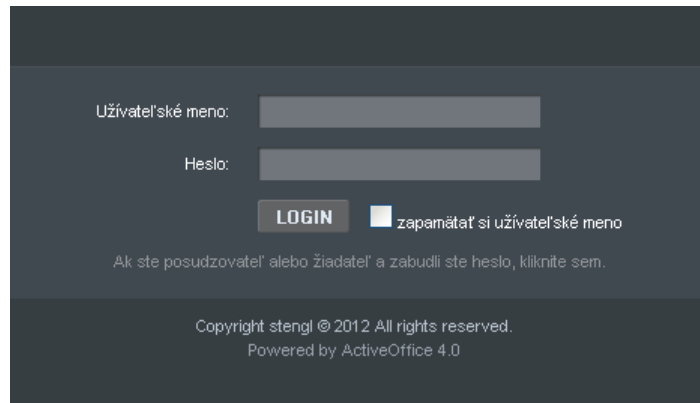 Užívateľské meno:
Heslo:
LOGIN zapamätať si užívateľské meno
Ak ste posudzovateľ alebo žiadateľ a zabudli ste heslo, kliknite sem.
Copyright stengl © 2012 All rights reserved.
Powered by ActiveOffice 4.0